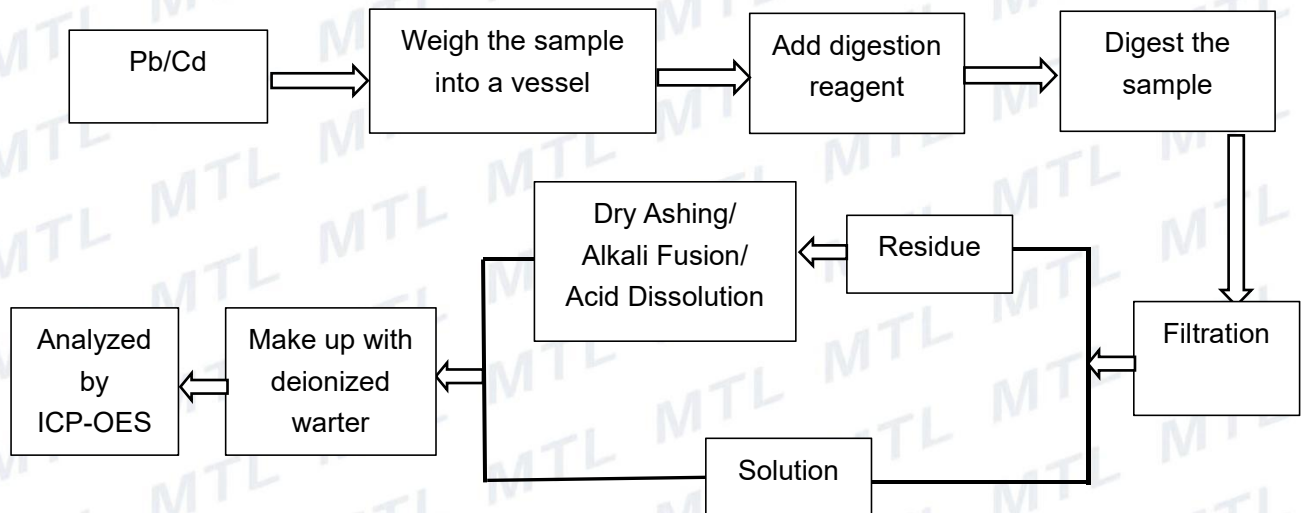 Pb/Cd
Weigh the sample
into a vessel
Add digestion
reagent
Digest the
sample
Filtration
Residue
Dry Ashing/
Alkali Fusion/
Acid Dissolution
Solution
Make up with
deionized
warter
Analyzed
by
ICP-OES
MTL